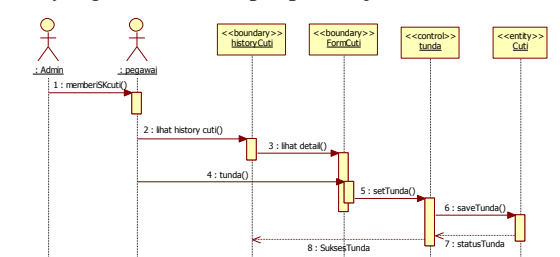 <<boundary>>
historyCuti
<<boundary>>
FormCuti
<<control>>
tunda
<<entity>>
Cuti
: Admin
: pegawai
1 : memberiSKcuti()
2 : lihat history cuti()
3 : lihat detail()
4 : tunda()
5 : setTunda()
6 : saveTunda()
7 : statusTunda
8 : SuksesTunda